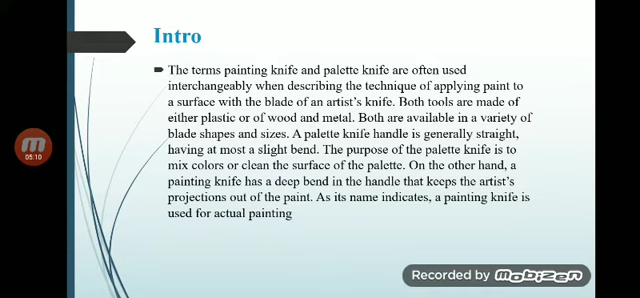 Intro
The terms painting knife and palette knife are often used
interchangeably when describing the technique of applying paint to
a surface with the blade of an artist's knife. Both tools are made of
either plastic or of wood and metal. Both are available in a variety of
blade shapes and sizes. A palette knife handle is generally straight,
having at most a slight bend. The purpose of the palette knife is to
mix colors or clean the surface of the palette. On the other hand, a
painting knife has a deep bend in the handle that keeps the artist's
projections out of the paint. As its name indicates, a painting knife is
used for actual painting
05:10
Recorded by MOBIZEN